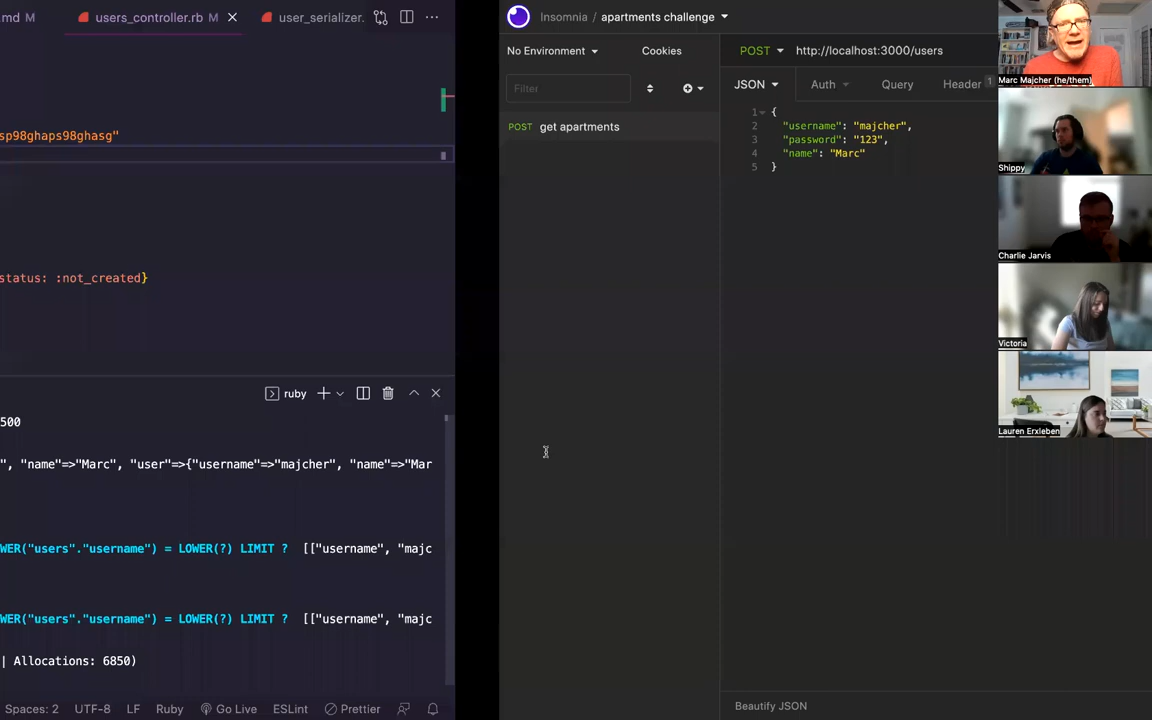 .md M
users_controller.rb M
user_serializer.
sp98ghaps98ghasg"
status: :not_created}
ruby
500
", "name"=>"Marc", "user"=>{"username"=>"majcher", "name"=>"Mar
WER("users"."username") = LOWER(?) LIMIT ? [["username", "majc
WER("users"."username") = LOWER(?) LIMIT ? [["username", "majc
| Allocations: 6850)
Spaces: 2 UTF-8 LF Ruby Go Live ESLint Prettier
Insomnia / apartments challenge
No Environment Cookies
Filter
POST get apartments
POST http://localhost:3000/users
JSON Auth Query Header 1
1 {
2 "username": "majcher",
3 "password": "123",
4 "name": "Marc"
5 }
Beautify JSON
Marc Majcher (he/them)
Shippy
Charlie Jarvis
Victoria
Lauren Erxleben